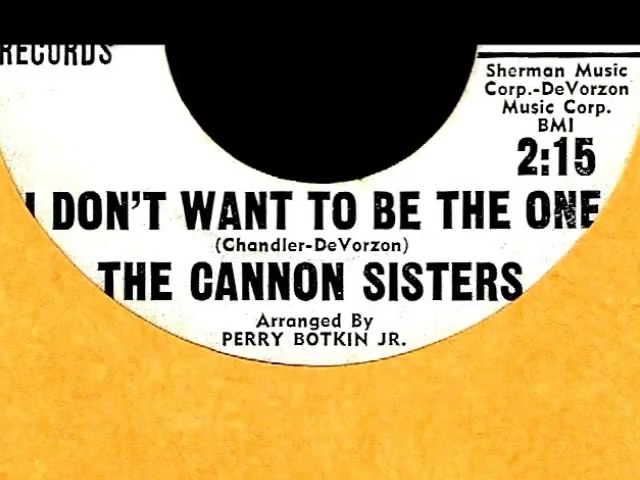 RECORDS
Sherman Music
Corp.-DeVorzon
Music Corp.
BMI
2:15
I DON'T WANT TO BE THE ONE
(Chandler-DeVorzon)
THE CANNON SISTERS
Arranged By
PERRY BOTKIN JR.